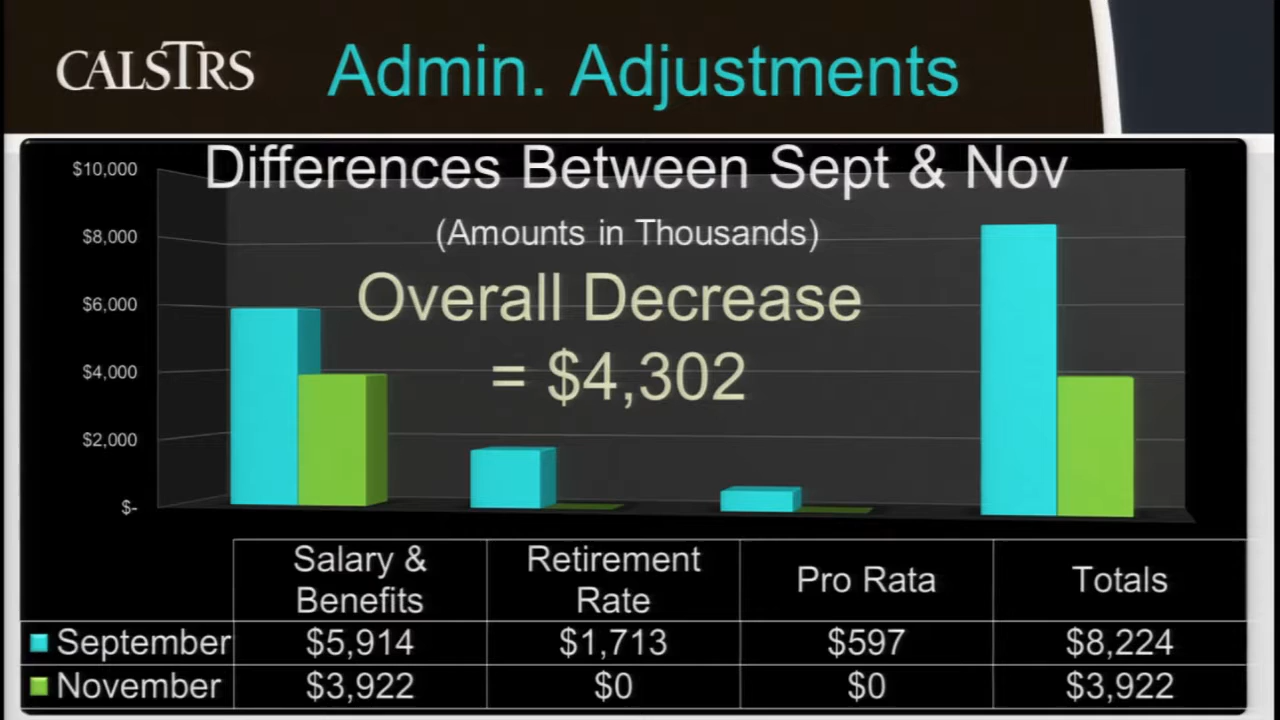 CALSTRS
Admin. Adjustments
Differences Between Sept & Nov
(Amounts in Thousands)
Overall Decrease
= $4,302
$10,000
$8,000
$6,000
$4,000
$2,000
$-
Salary & Benefits Retirement Rate Pro Rata Totals
September $5,914 $1,713 $597 $8,224
November $3,922 $0 $0 $3,922